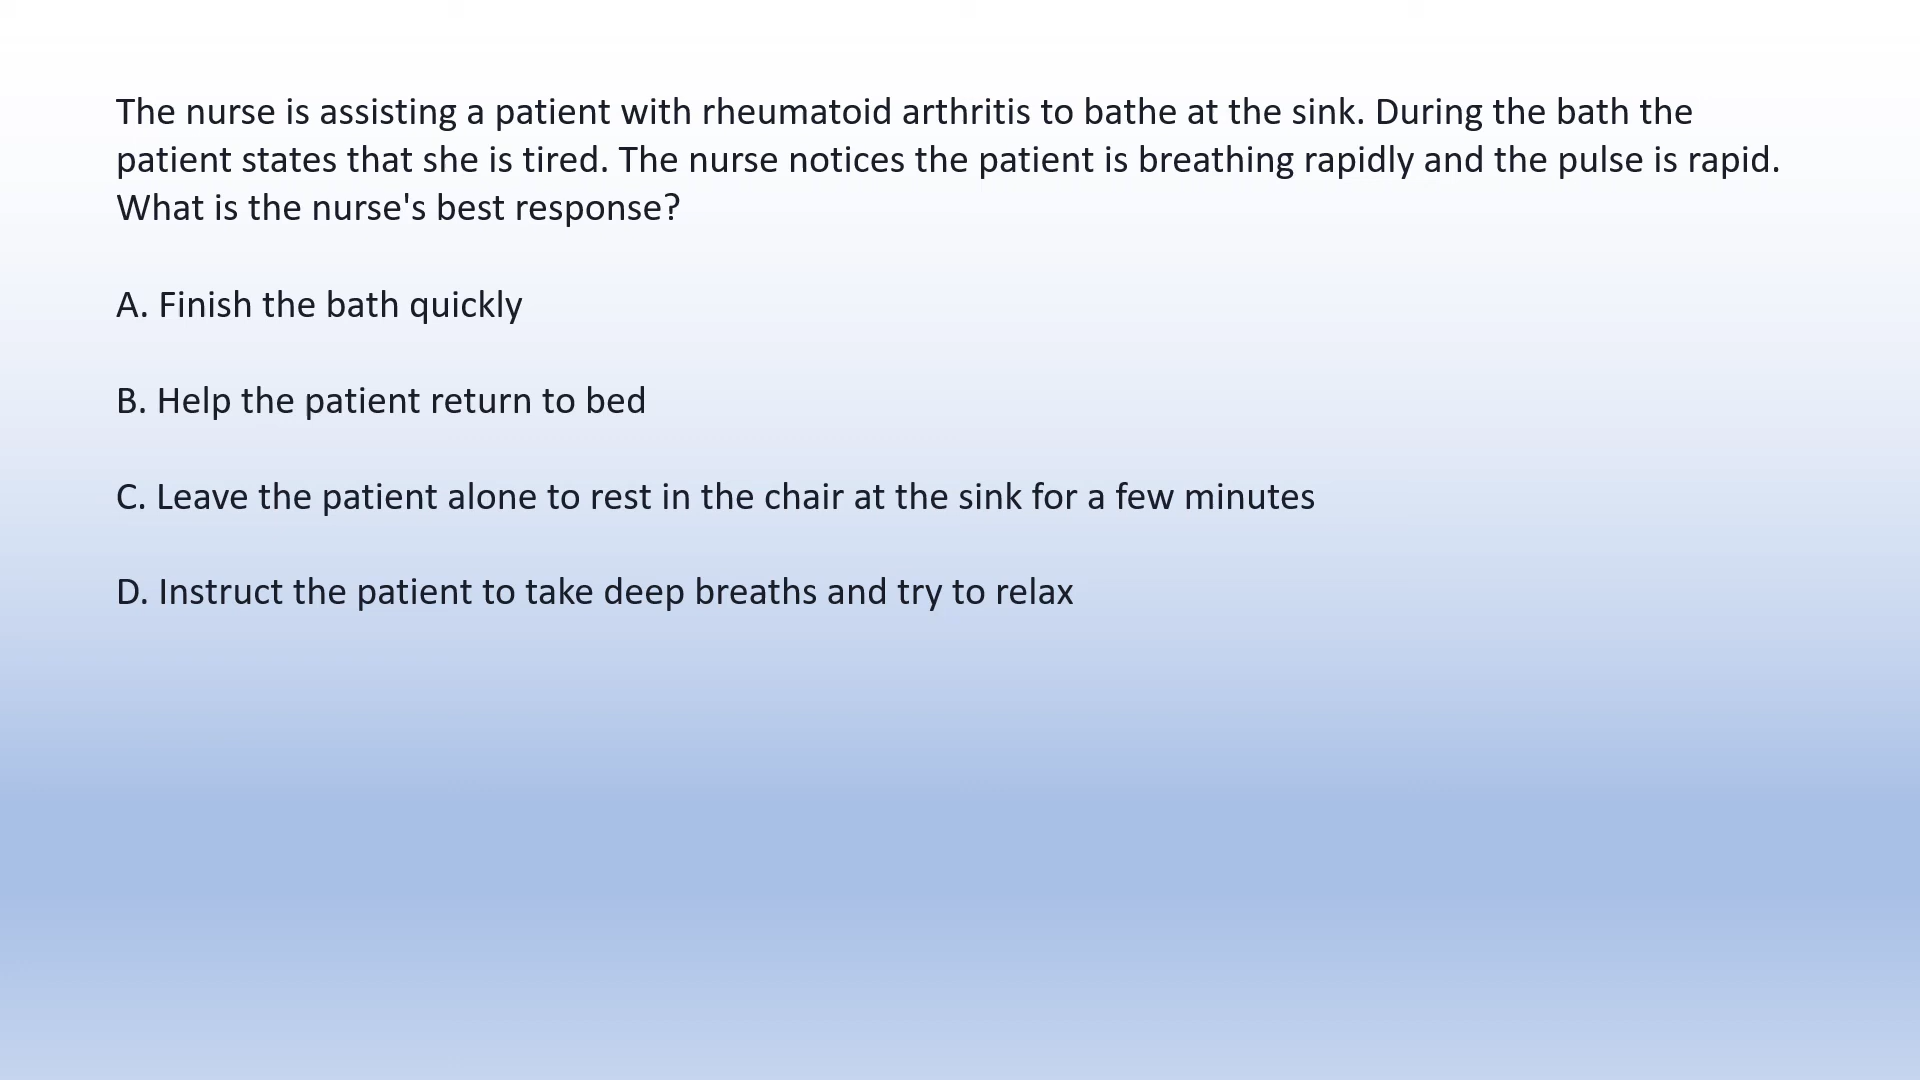 The nurse is assisting a patient with rheumatoid arthritis to bathe at the sink. During the bath the
patient states that she is tired. The nurse notices the patient is breathing rapidly and the pulse is rapid.
What is the nurse's best response?
A. Finish the bath quickly
B. Help the patient return to bed
C. Leave the patient alone to rest in the chair at the sink for a few minutes
D. Instruct the patient to take deep breaths and try to relax